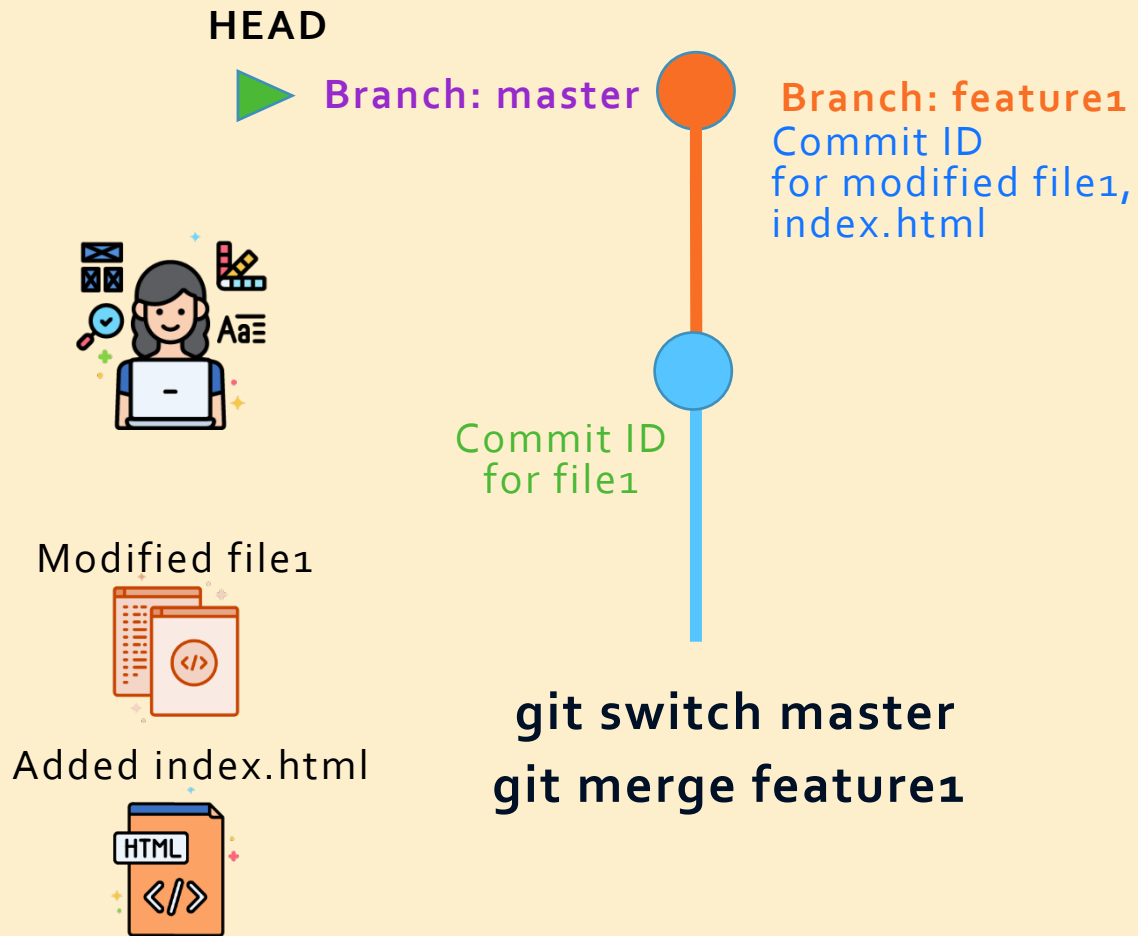 HEAD
Branch: master
Branch: feature1
Commit ID
for modified file1,
index.html
Aa
Commit ID
for file1
Modified file1
</>
Added index.html
HTML
</>
git switch master
git merge feature1